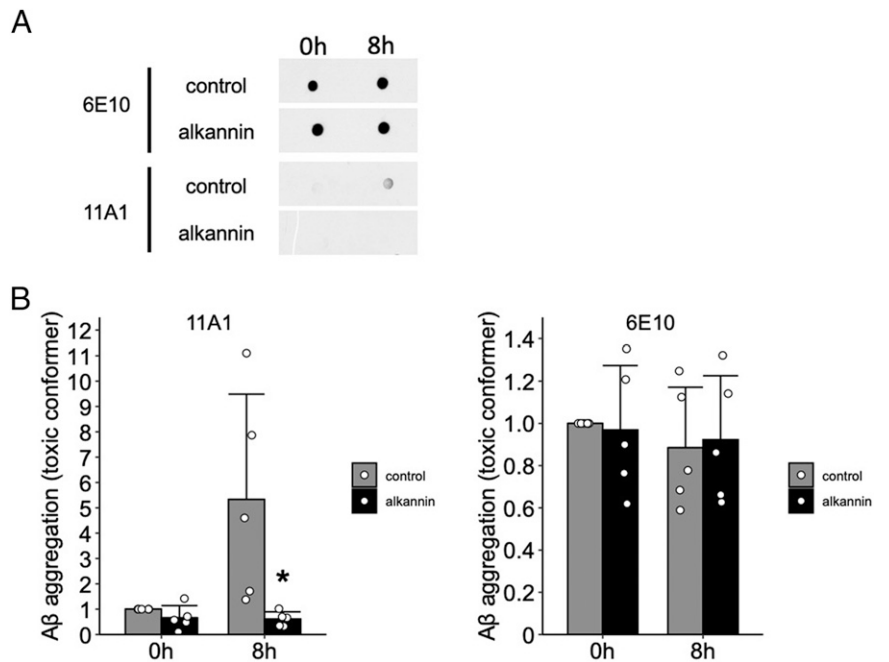 A
0h 8h
6E10
control
alkannin
11A1
control
alkannin
B
11A1
Aβ aggregation (toxic conformer)
12
11
10
9
8
7
6
5
4
3
2
1
0
*
0h 8h
control
alkannin
6E10
Aβ aggregation (toxic conformer)
1.4
1.2
1.0
0.8
0.6
0.4
0.2
0
0h 8h
control
alkannin